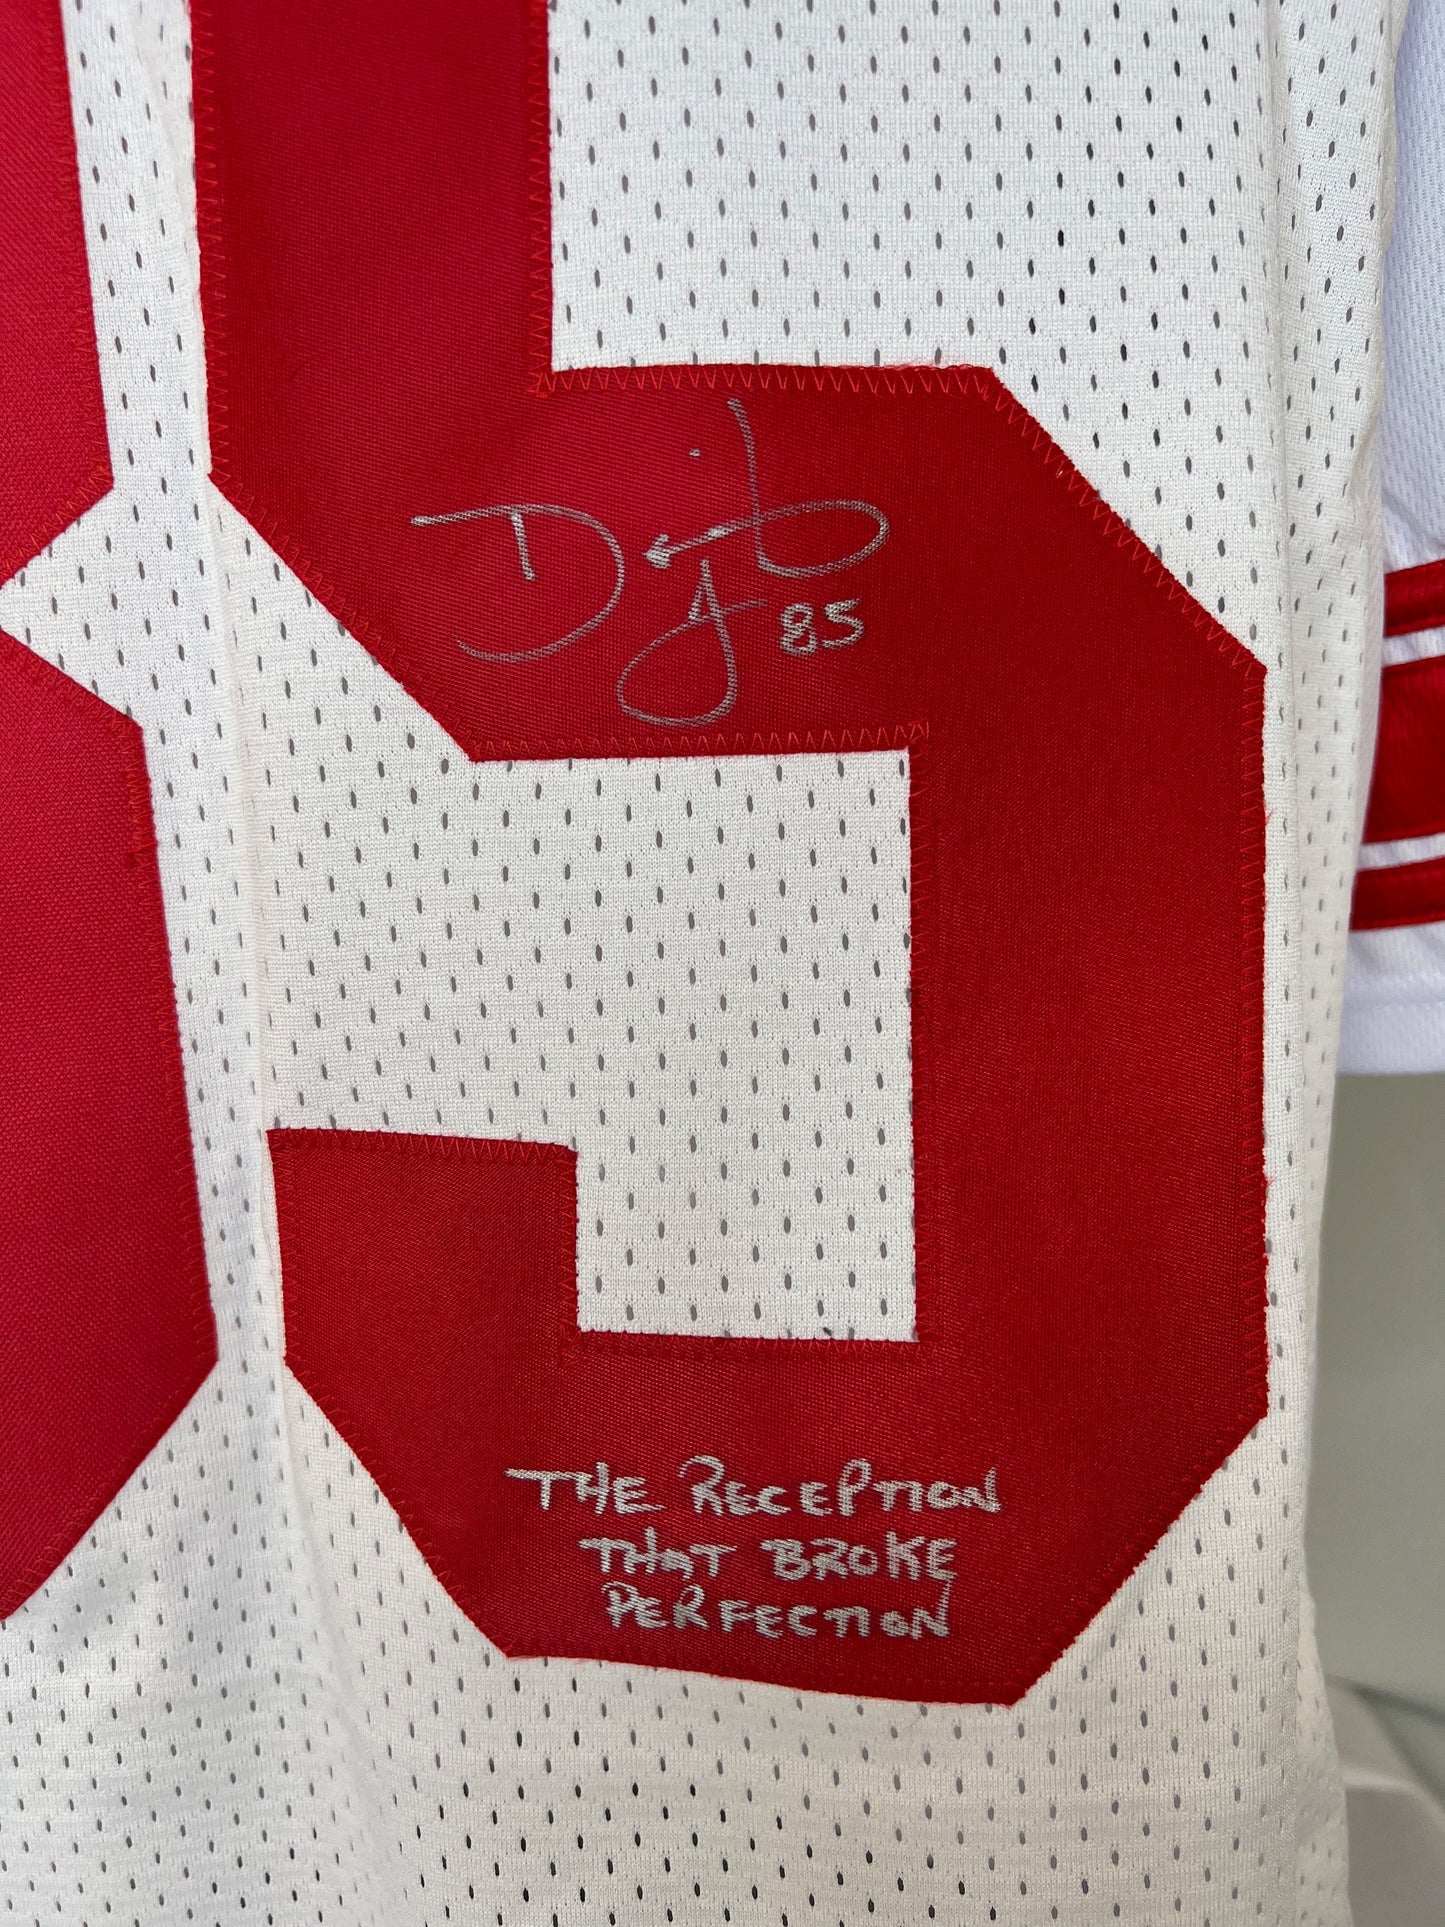 85
THE RECEPTION
THAT BROKE
PERFECTION